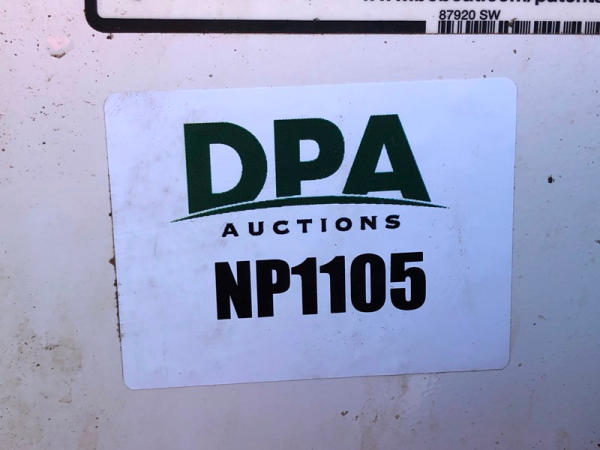 87920 SW
DPA
AUCTIONS
NP1105